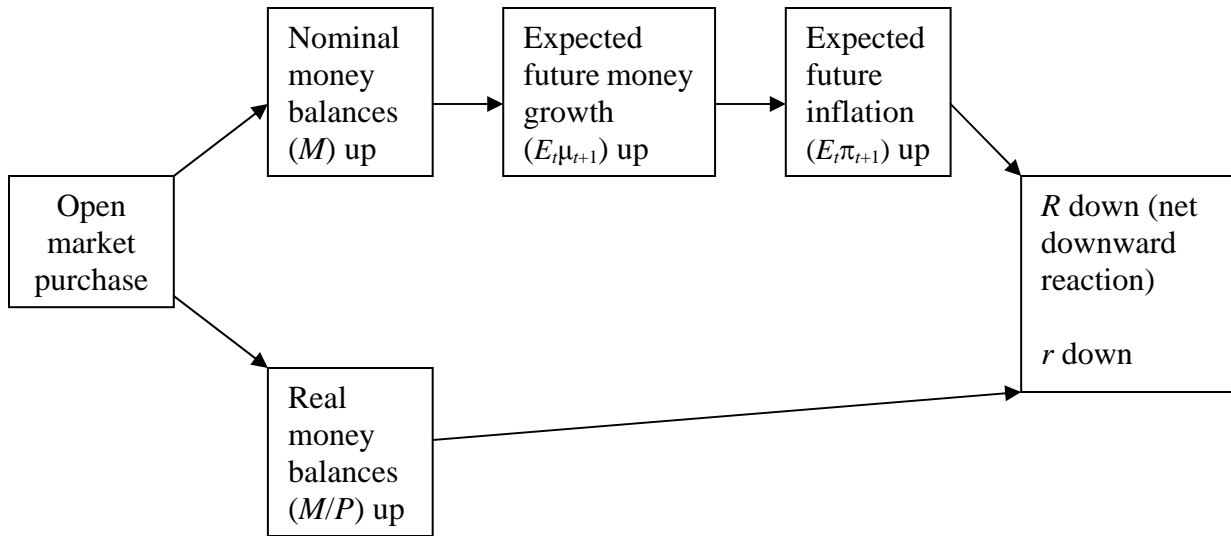 Open
market
purchase
Nominal
money
balances
(M) up
Expected
future money
growth
(Eₜμₜ₊₁) up
Expected
future
inflation
(Eₜπₜ₊₁) up
Real
money
balances
(M/P) up
R down (net
downward
reaction)
r down